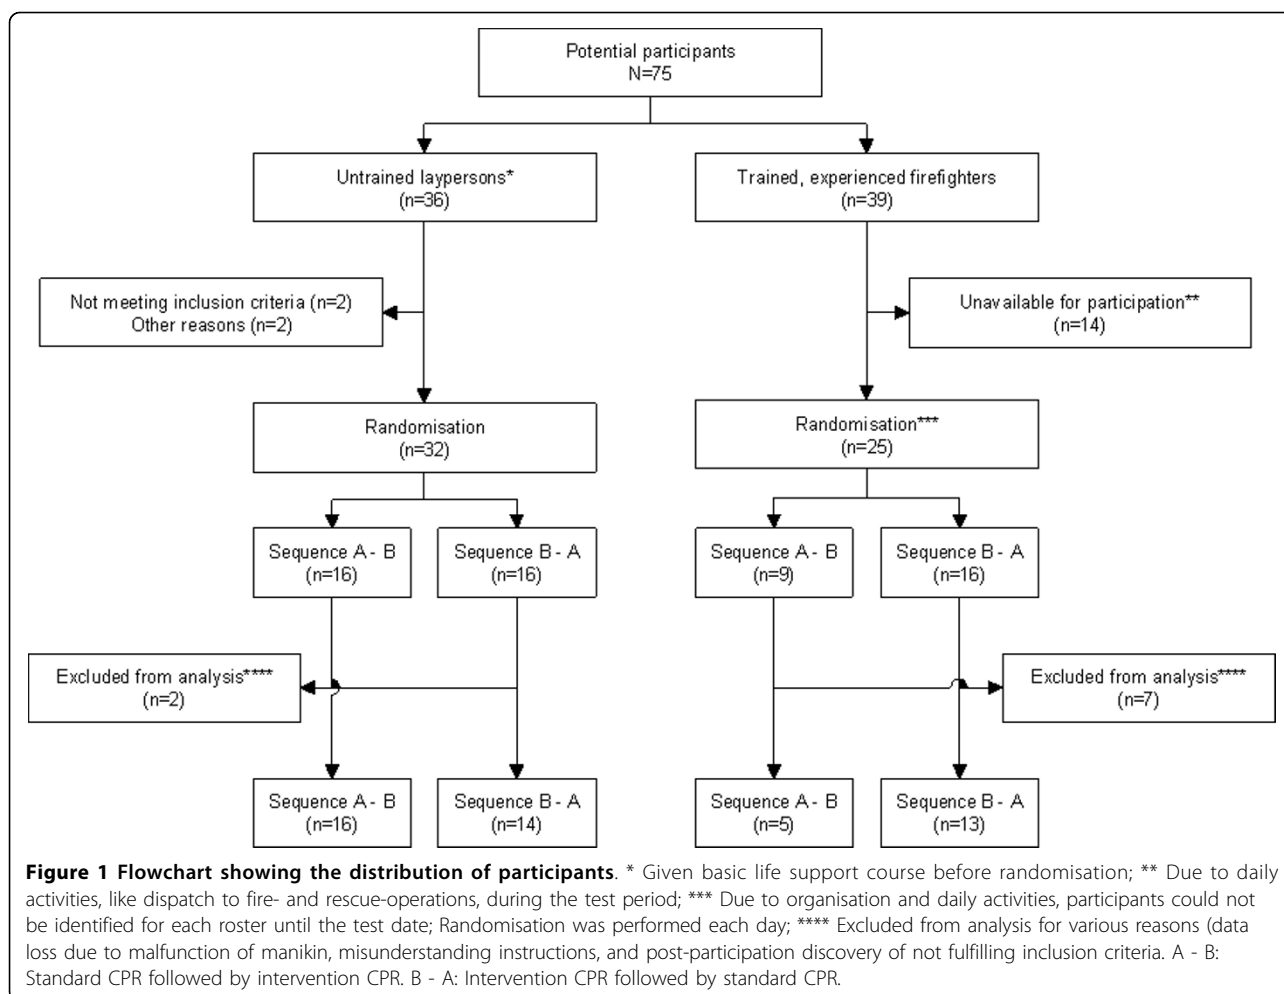 Potential participants
N=75
Untrained laypersons*
(n=36)
Trained, experienced firefighters
(n=39)
Not meeting inclusion criteria (n=2)
Other reasons (n=2)
Unavailable for participation**
(n=14)
Randomisation
(n=32)
Randomisation***
(n=25)
Sequence A - B
(n=16)
Sequence B - A
(n=16)
Sequence A - B
(n=9)
Sequence B - A
(n=16)
Excluded from analysis****
(n=2)
Excluded from analysis****
(n=7)
Sequence A - B
(n=16)
Sequence B - A
(n=14)
Sequence A - B
(n=5)
Sequence B - A
(n=13)
Figure 1 Flowchart showing the distribution of participants. * Given basic life support course before randomisation; ** Due to daily
activities, like dispatch to fire- and rescue-operations, during the test period; *** Due to organisation and daily activities, participants could not
be identified for each roster until the test date; Randomisation was performed each day; **** Excluded from analysis for various reasons (data
loss due to malfunction of manikin, misunderstanding instructions, and post-participation discovery of not fulfilling inclusion criteria. A - B:
Standard CPR followed by intervention CPR. B - A: Intervention CPR followed by standard CPR.